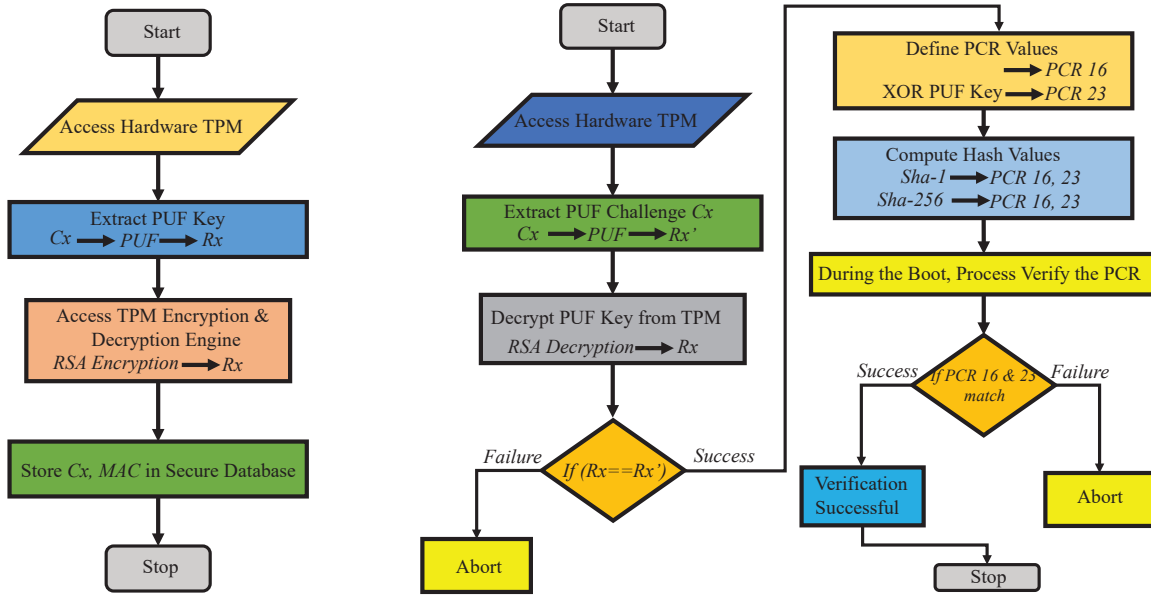 Start
Access Hardware TPM
Extract PUF Key
Cx PUF Rx
Access TPM Encryption &
Decryption Engine
RSA Encryption Rx
Store Cx, MAC in Secure Database
Stop
Start
Access Hardware TPM
Extract PUF Challenge Cx
Cx PUF Rx’
Decrypt PUF Key from TPM
RSA Decryption Rx
If (Rx==Rx’)
Failure
Success
Abort
Define PCR Values
PCR 16
XOR PUF Key PCR 23
Compute Hash Values
Sha-1 PCR 16, 23
Sha-256 PCR 16, 23
During the Boot, Process Verify the PCR
If PCR 16 & 23
match
Success
Failure
Verification
Successful
Abort
Stop